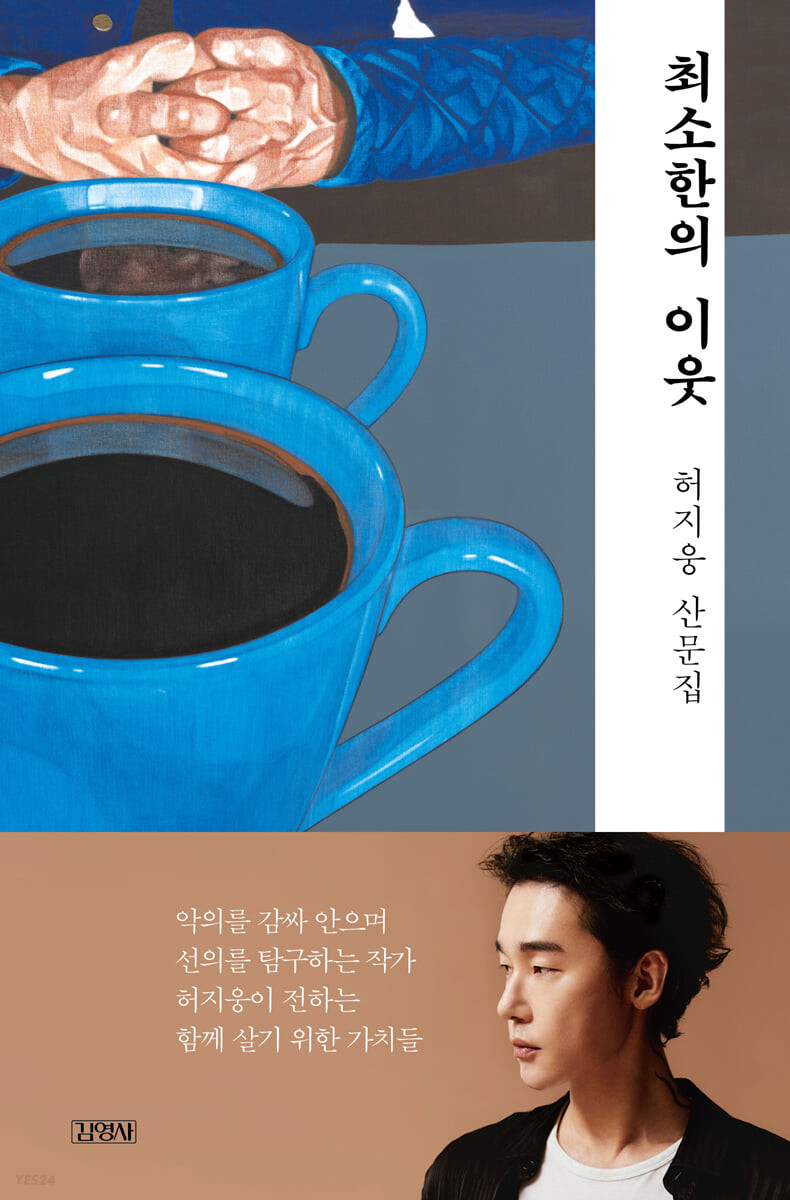 최소한의 이웃
허지웅 산문집
악의를 감싸 안으며
선의를 탐구하는 작가
허지웅이 전하는
함께 살기 위한 가치들
김영사
YES24